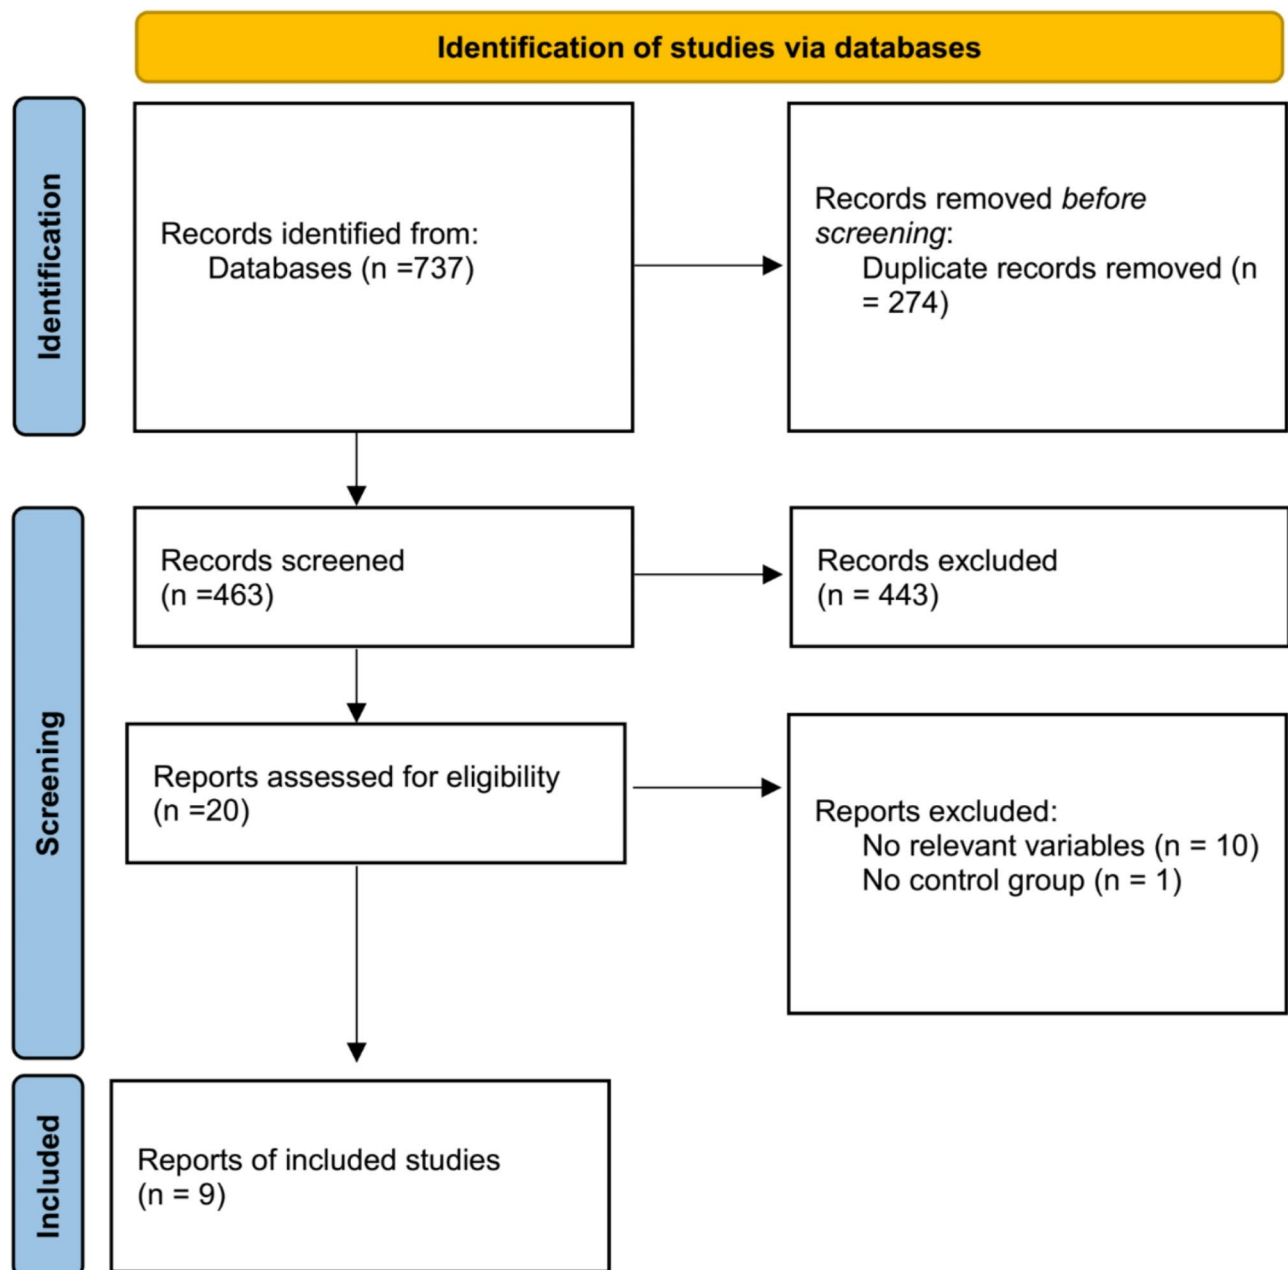 Identification of studies via databases
Identification
Records identified from:
Databases (n =737)
Records removed before
screening:
Duplicate records removed (n
= 274)
Screening
Records screened
(n =463)
Records excluded
(n = 443)
Reports assessed for eligibility
(n =20)
Reports excluded:
No relevant variables (n = 10)
No control group (n = 1)
Included
Reports of included studies
(n = 9)